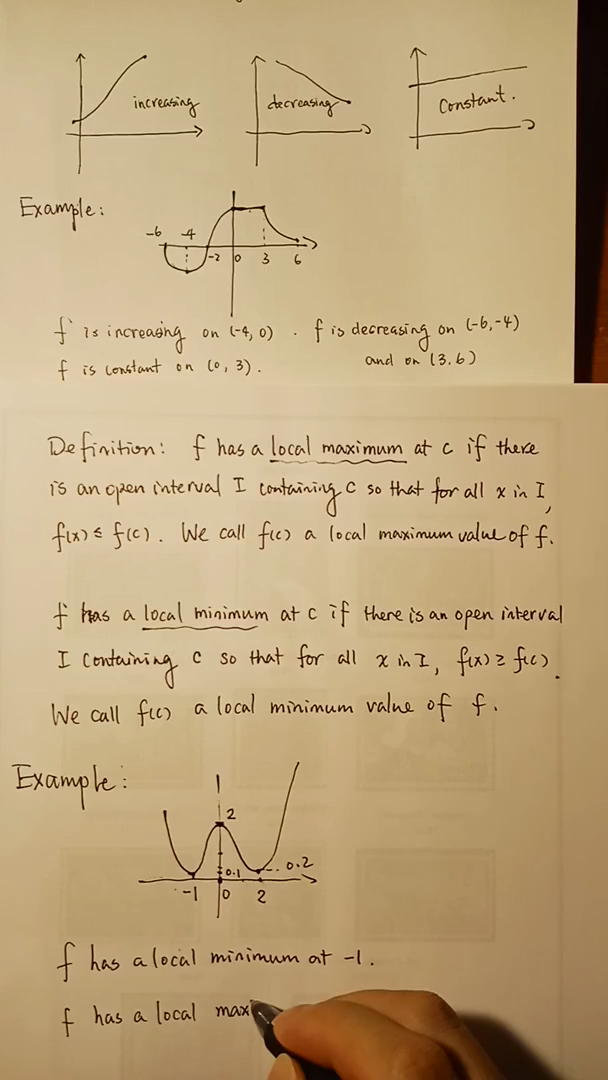 increasing decreasing Constant.
Example:
-6 -4 -2 0 3 6
f is increasing on (-4, 0) . f is decreasing on (-6, -4)
f is constant on (0, 3). and on (3.6)
Definition: f has a local maximum at c if there
is an open interval I containing c so that for all x in I,
f(x) ≤ f(c). We call f(c) a local maximum value of f.
f has a local minimum at c if there is an open interval
I containing c so that for all x in I, f(x) ≥ f(c).
We call f(c) a local minimum value of f.
Example:
2
0.1 0.2
-1 0 2
f has a local minimum at -1.
f has a local max